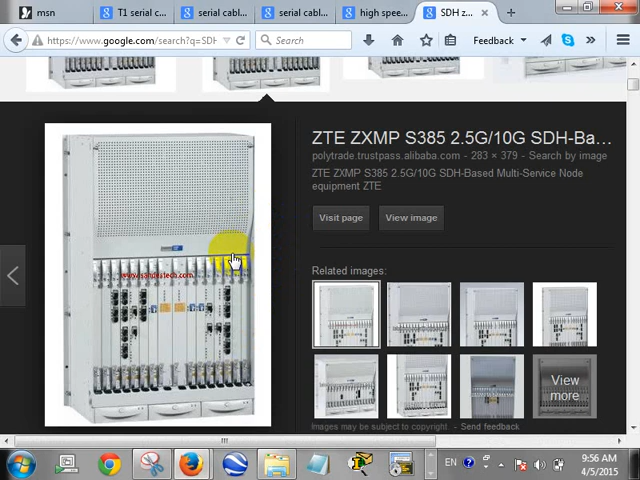 msn
T1 serial c...
serial cabl...
serial cabl...
high spee...
SDH z...
https://www.google.com/search?q=SDH
Search
Feedback
ZTE ZXMP S385 2.5G/10G SDH-Ba...
polytrade.trustpass.alibaba.com - 283 × 379 - Search by image
ZTE ZXMP S385 2.5G/10G SDH-Based Multi-Service Node
equipment ZTE
Visit page
View image
Related images:
View
more
Images may be subject to copyright. - Send feedback
EN
9:56 AM
4/5/2015